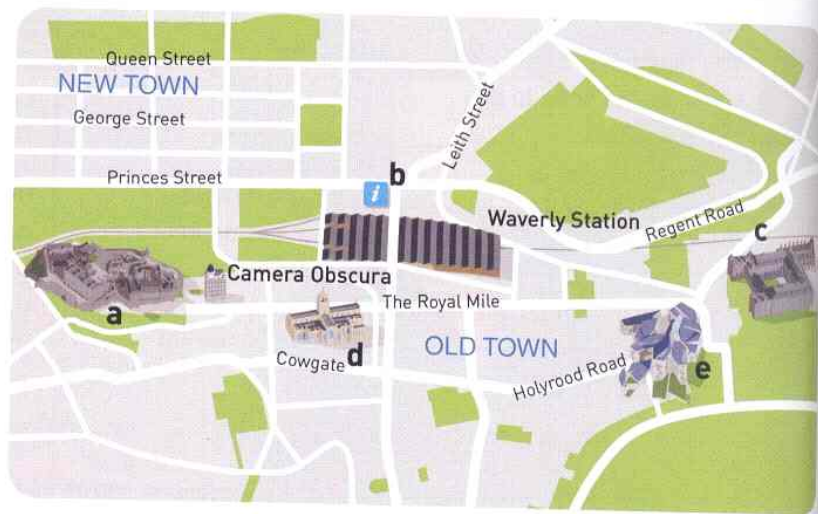 Queen Street
NEW TOWN
George Street
Leith Street
Princes Street
b
i
Waverly Station
Regent Road
c
Camera Obscura
a
The Royal Mile
d
OLD TOWN
Cowgate
Holyrood Road
e